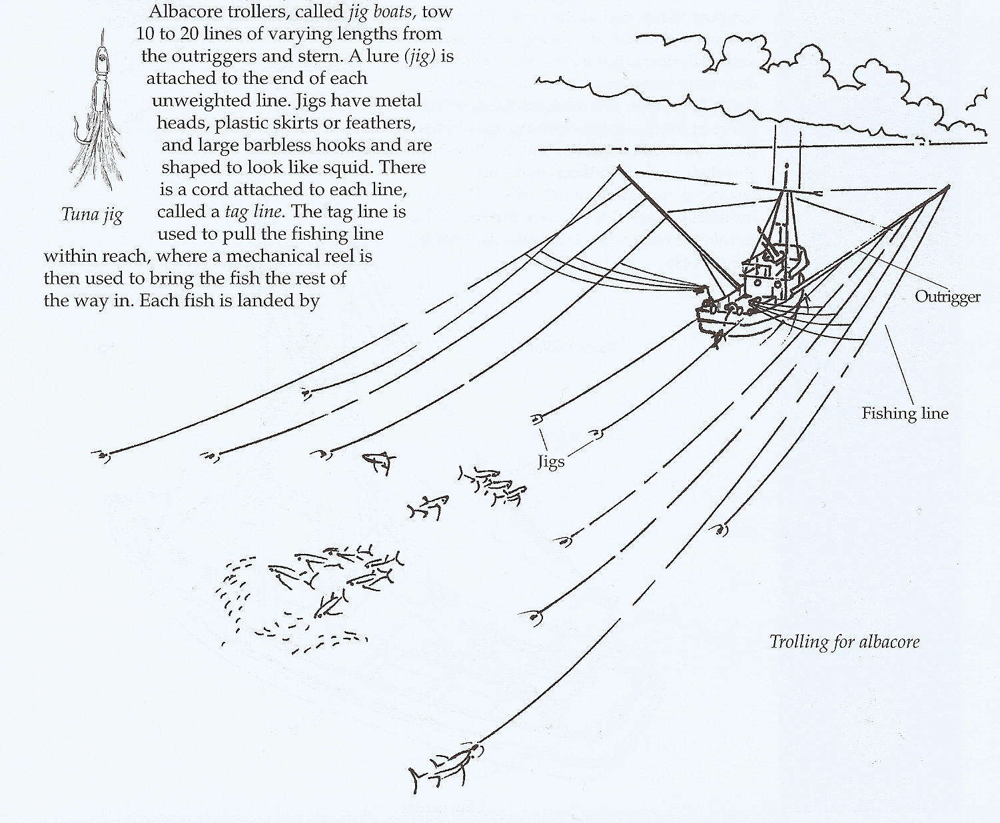 Albacore trollers, called jig boats, tow
10 to 20 lines of varying lengths from
the outriggers and stern. A lure (jig) is
attached to the end of each
unweighted line. Jigs have metal
heads, plastic skirts or feathers,
and large barbless hooks and are
shaped to look like squid. There
is a cord attached to each line,
called a tag line. The tag line is
used to pull the fishing line
within reach, where a mechanical reel is
then used to bring the fish the rest of
the way in. Each fish is landed by
Tuna jig
Outrigger
Fishing line
Jigs
Trolling for albacore